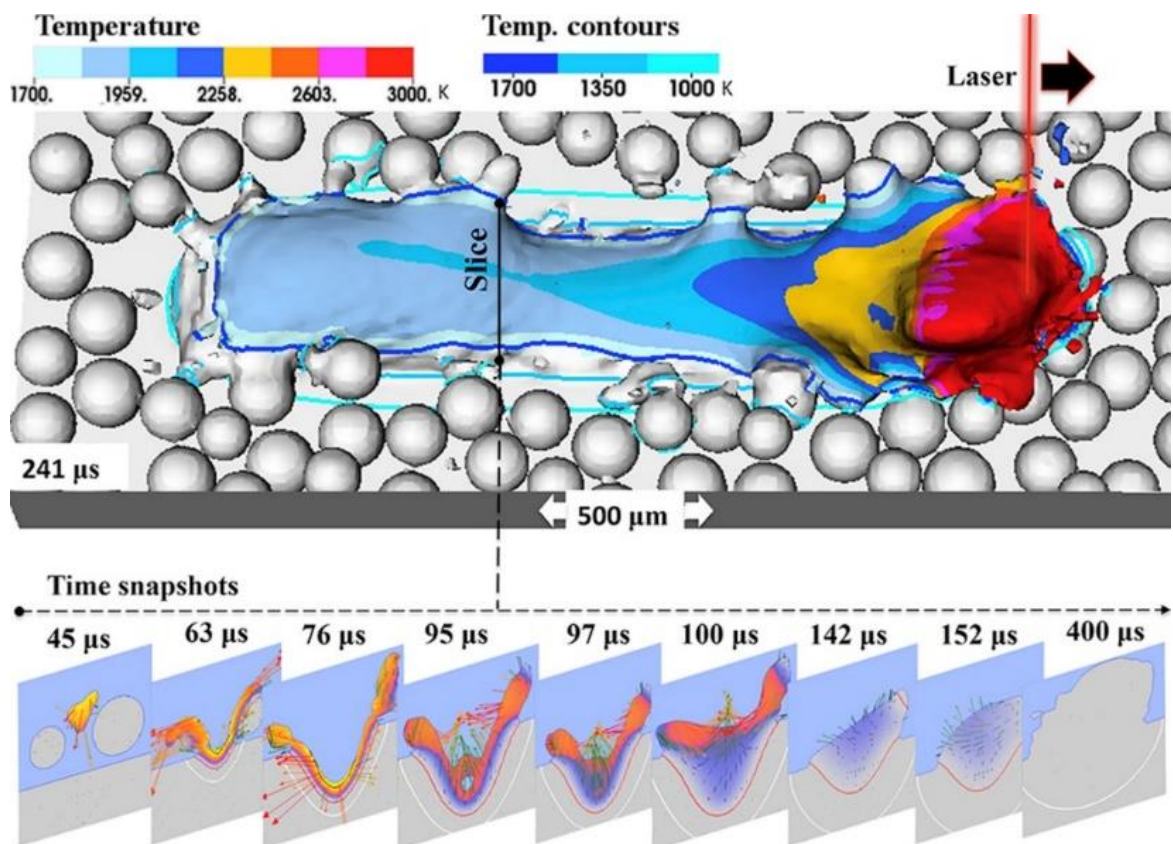 Temperature
1700. 1959. 2258. 2603. 3000. K
Temp. contours
1700 1350 1000 K
Laser
Slice
241 µs
500 µm
Time snapshots
45 µs 63 µs 76 µs 95 µs 97 µs 100 µs 142 µs 152 µs 400 µs